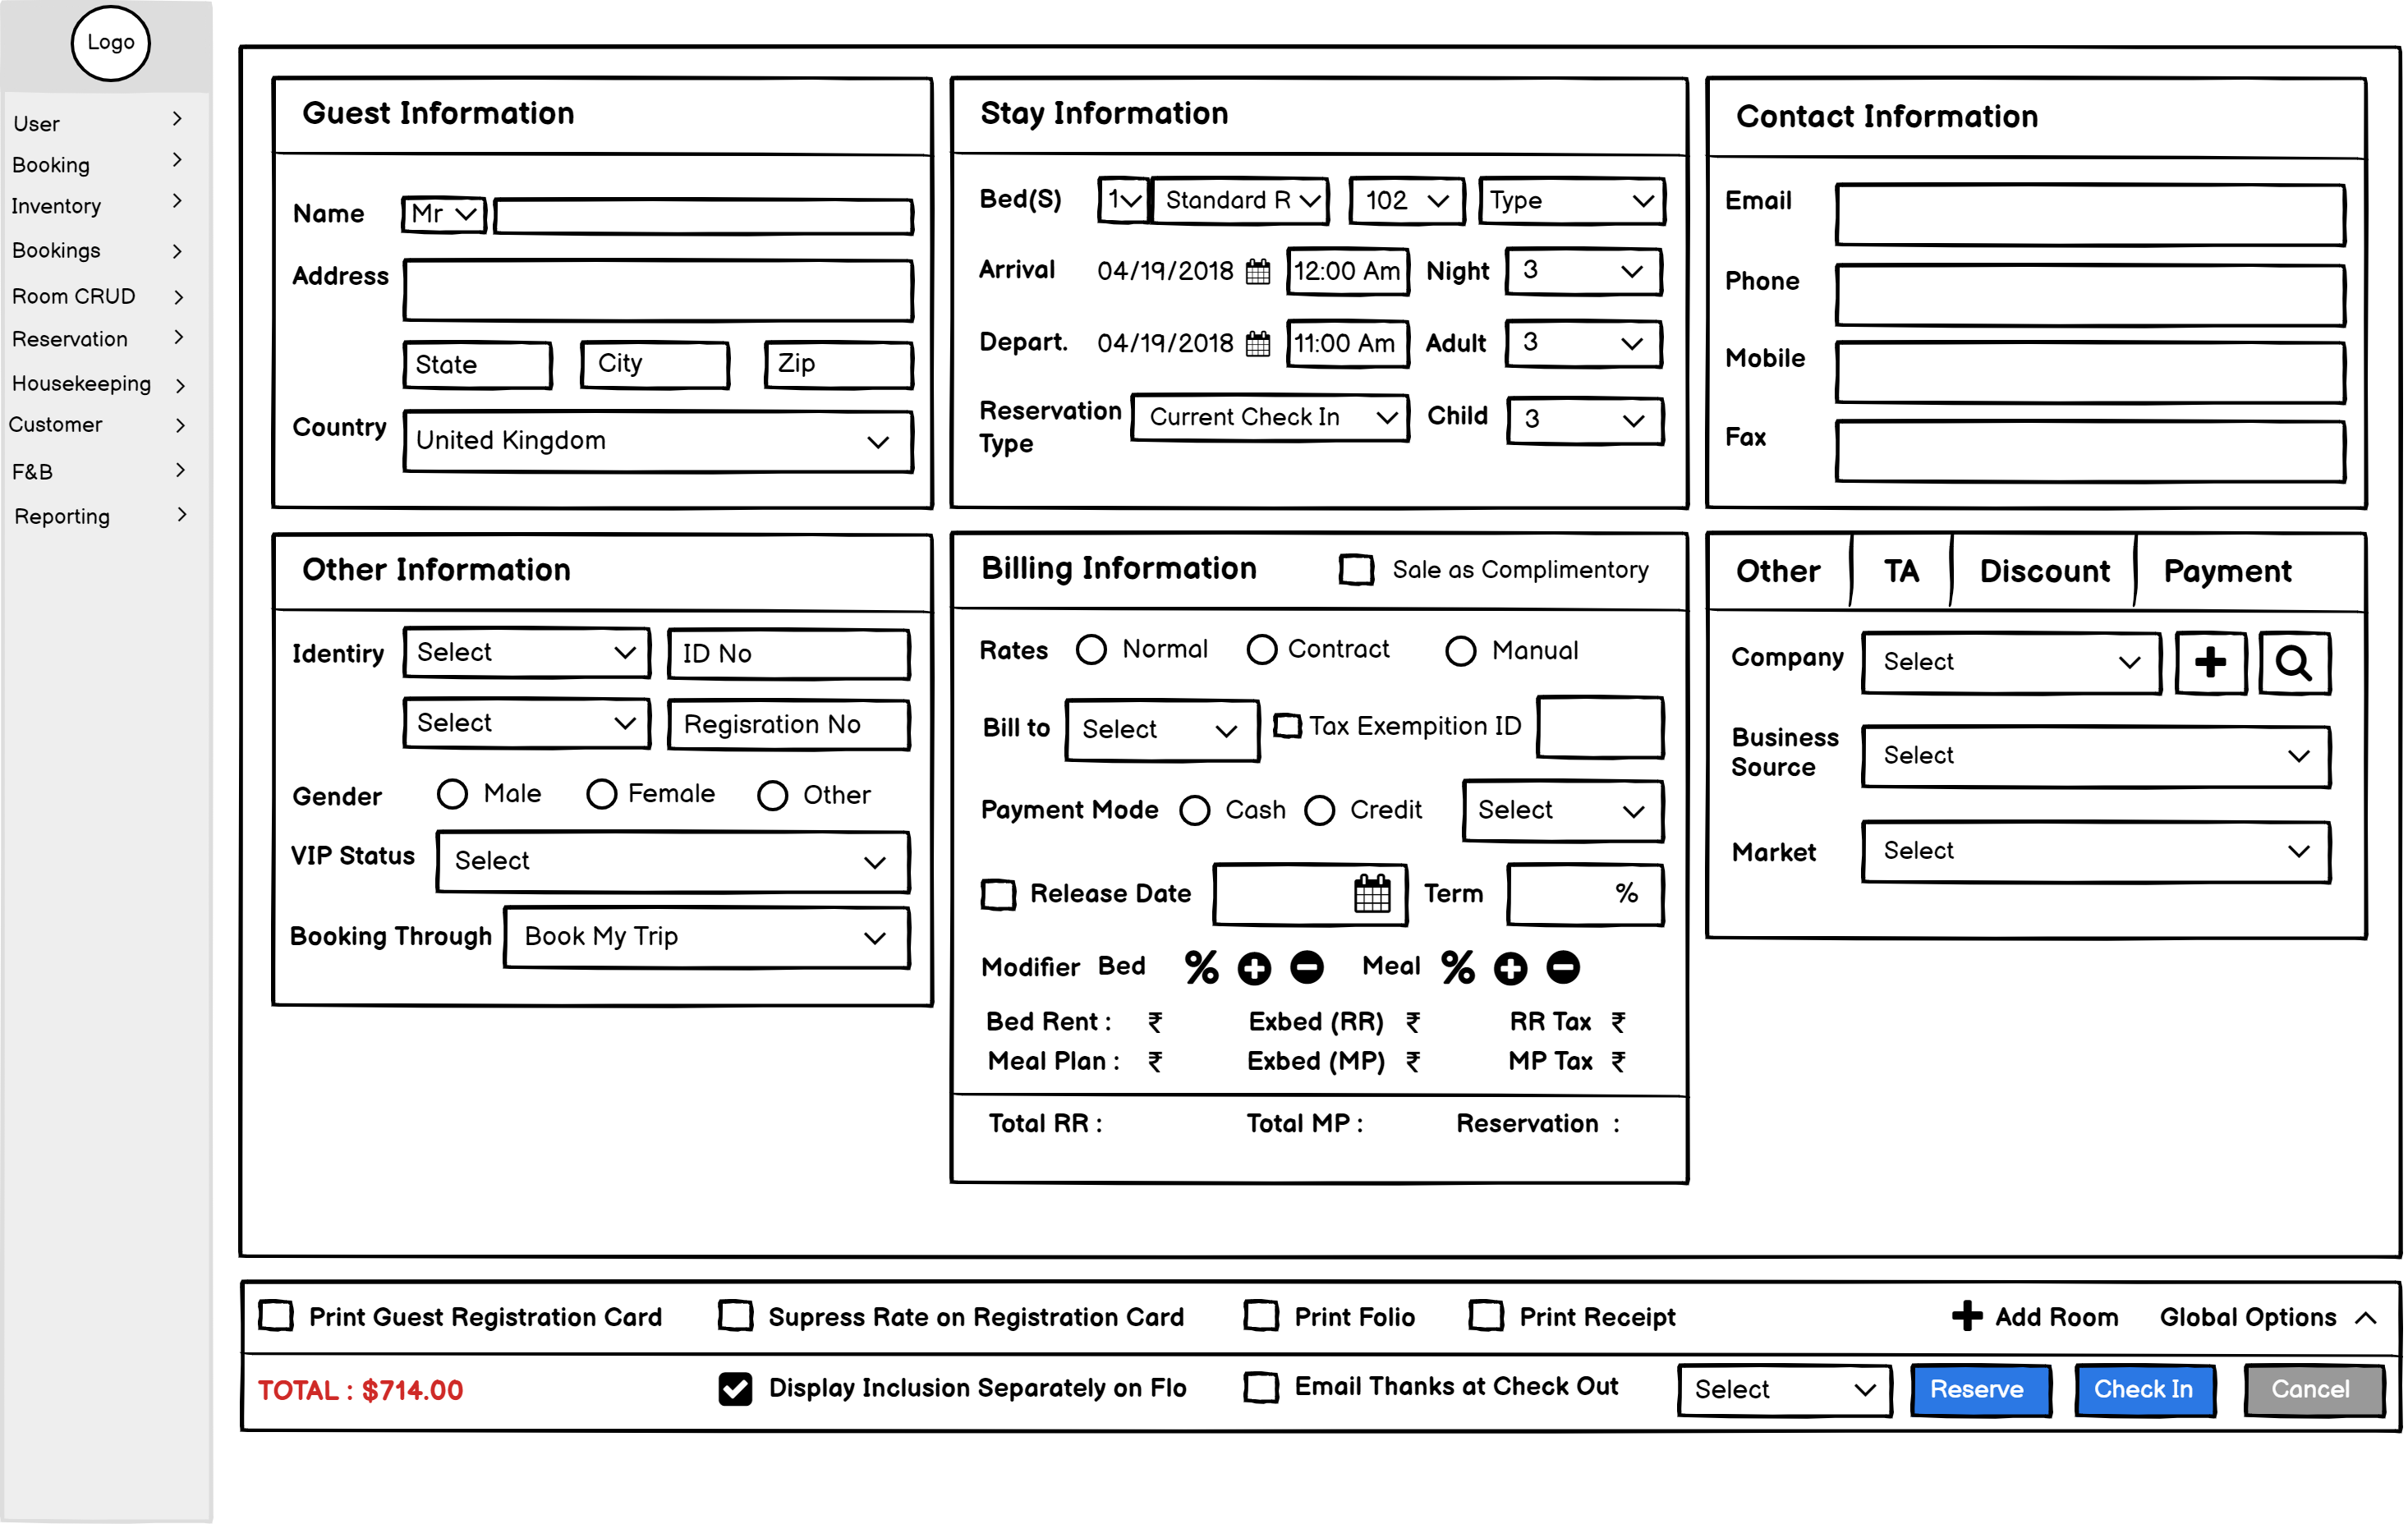 Logo
User
Booking
Inventory
Bookings
Room CRUD
Reservation
Housekeeping
Customer
F&B
Reporting
Guest Information
Name Mr
Address
State City Zip
Country United Kingdom
Stay Information
Bed(S) 1 Standard R 102 Type
Arrival 04/19/2018 12:00 Am Night 3
Depart. 04/19/2018 11:00 Am Adult 3
Reservation Type Current Check In Child 3
Contact Information
Email
Phone
Mobile
Fax
Other Information
Identiry Select ID No
Select Regisration No
Gender Male Female Other
VIP Status Select
Booking Through Book My Trip
Billing Information Sale as Complimentory
Rates Normal Contract Manual
Bill to Select Tax Exempition ID
Payment Mode Cash Credit Select
Release Date Term %
Modifier Bed % Meal %
Bed Rent : ₹ Exbed (RR) ₹ RR Tax ₹
Meal Plan : ₹ Exbed (MP) ₹ MP Tax ₹
Total RR : Total MP : Reservation :
Other TA Discount Payment
Company Select
Business Source Select
Market Select
Print Guest Registration Card Supress Rate on Registration Card Print Folio Print Receipt Add Room Global Options
TOTAL : $714.00 Display Inclusion Separately on Flo Email Thanks at Check Out Select Reserve Check In Cancel